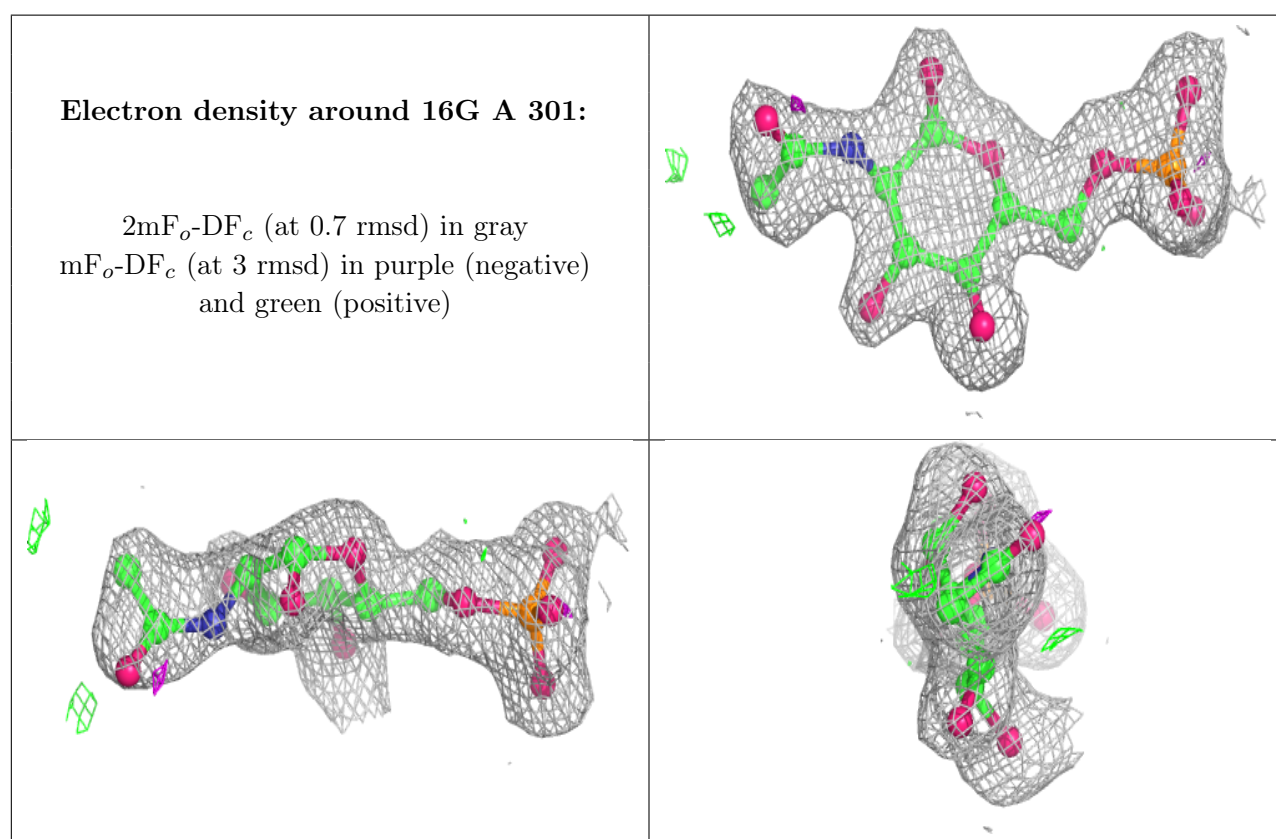 Electron density around 16G A 301:
2mFo-DFc (at 0.7 rmsd) in gray
mFo-DFc (at 3 rmsd) in purple (negative)
and green (positive)